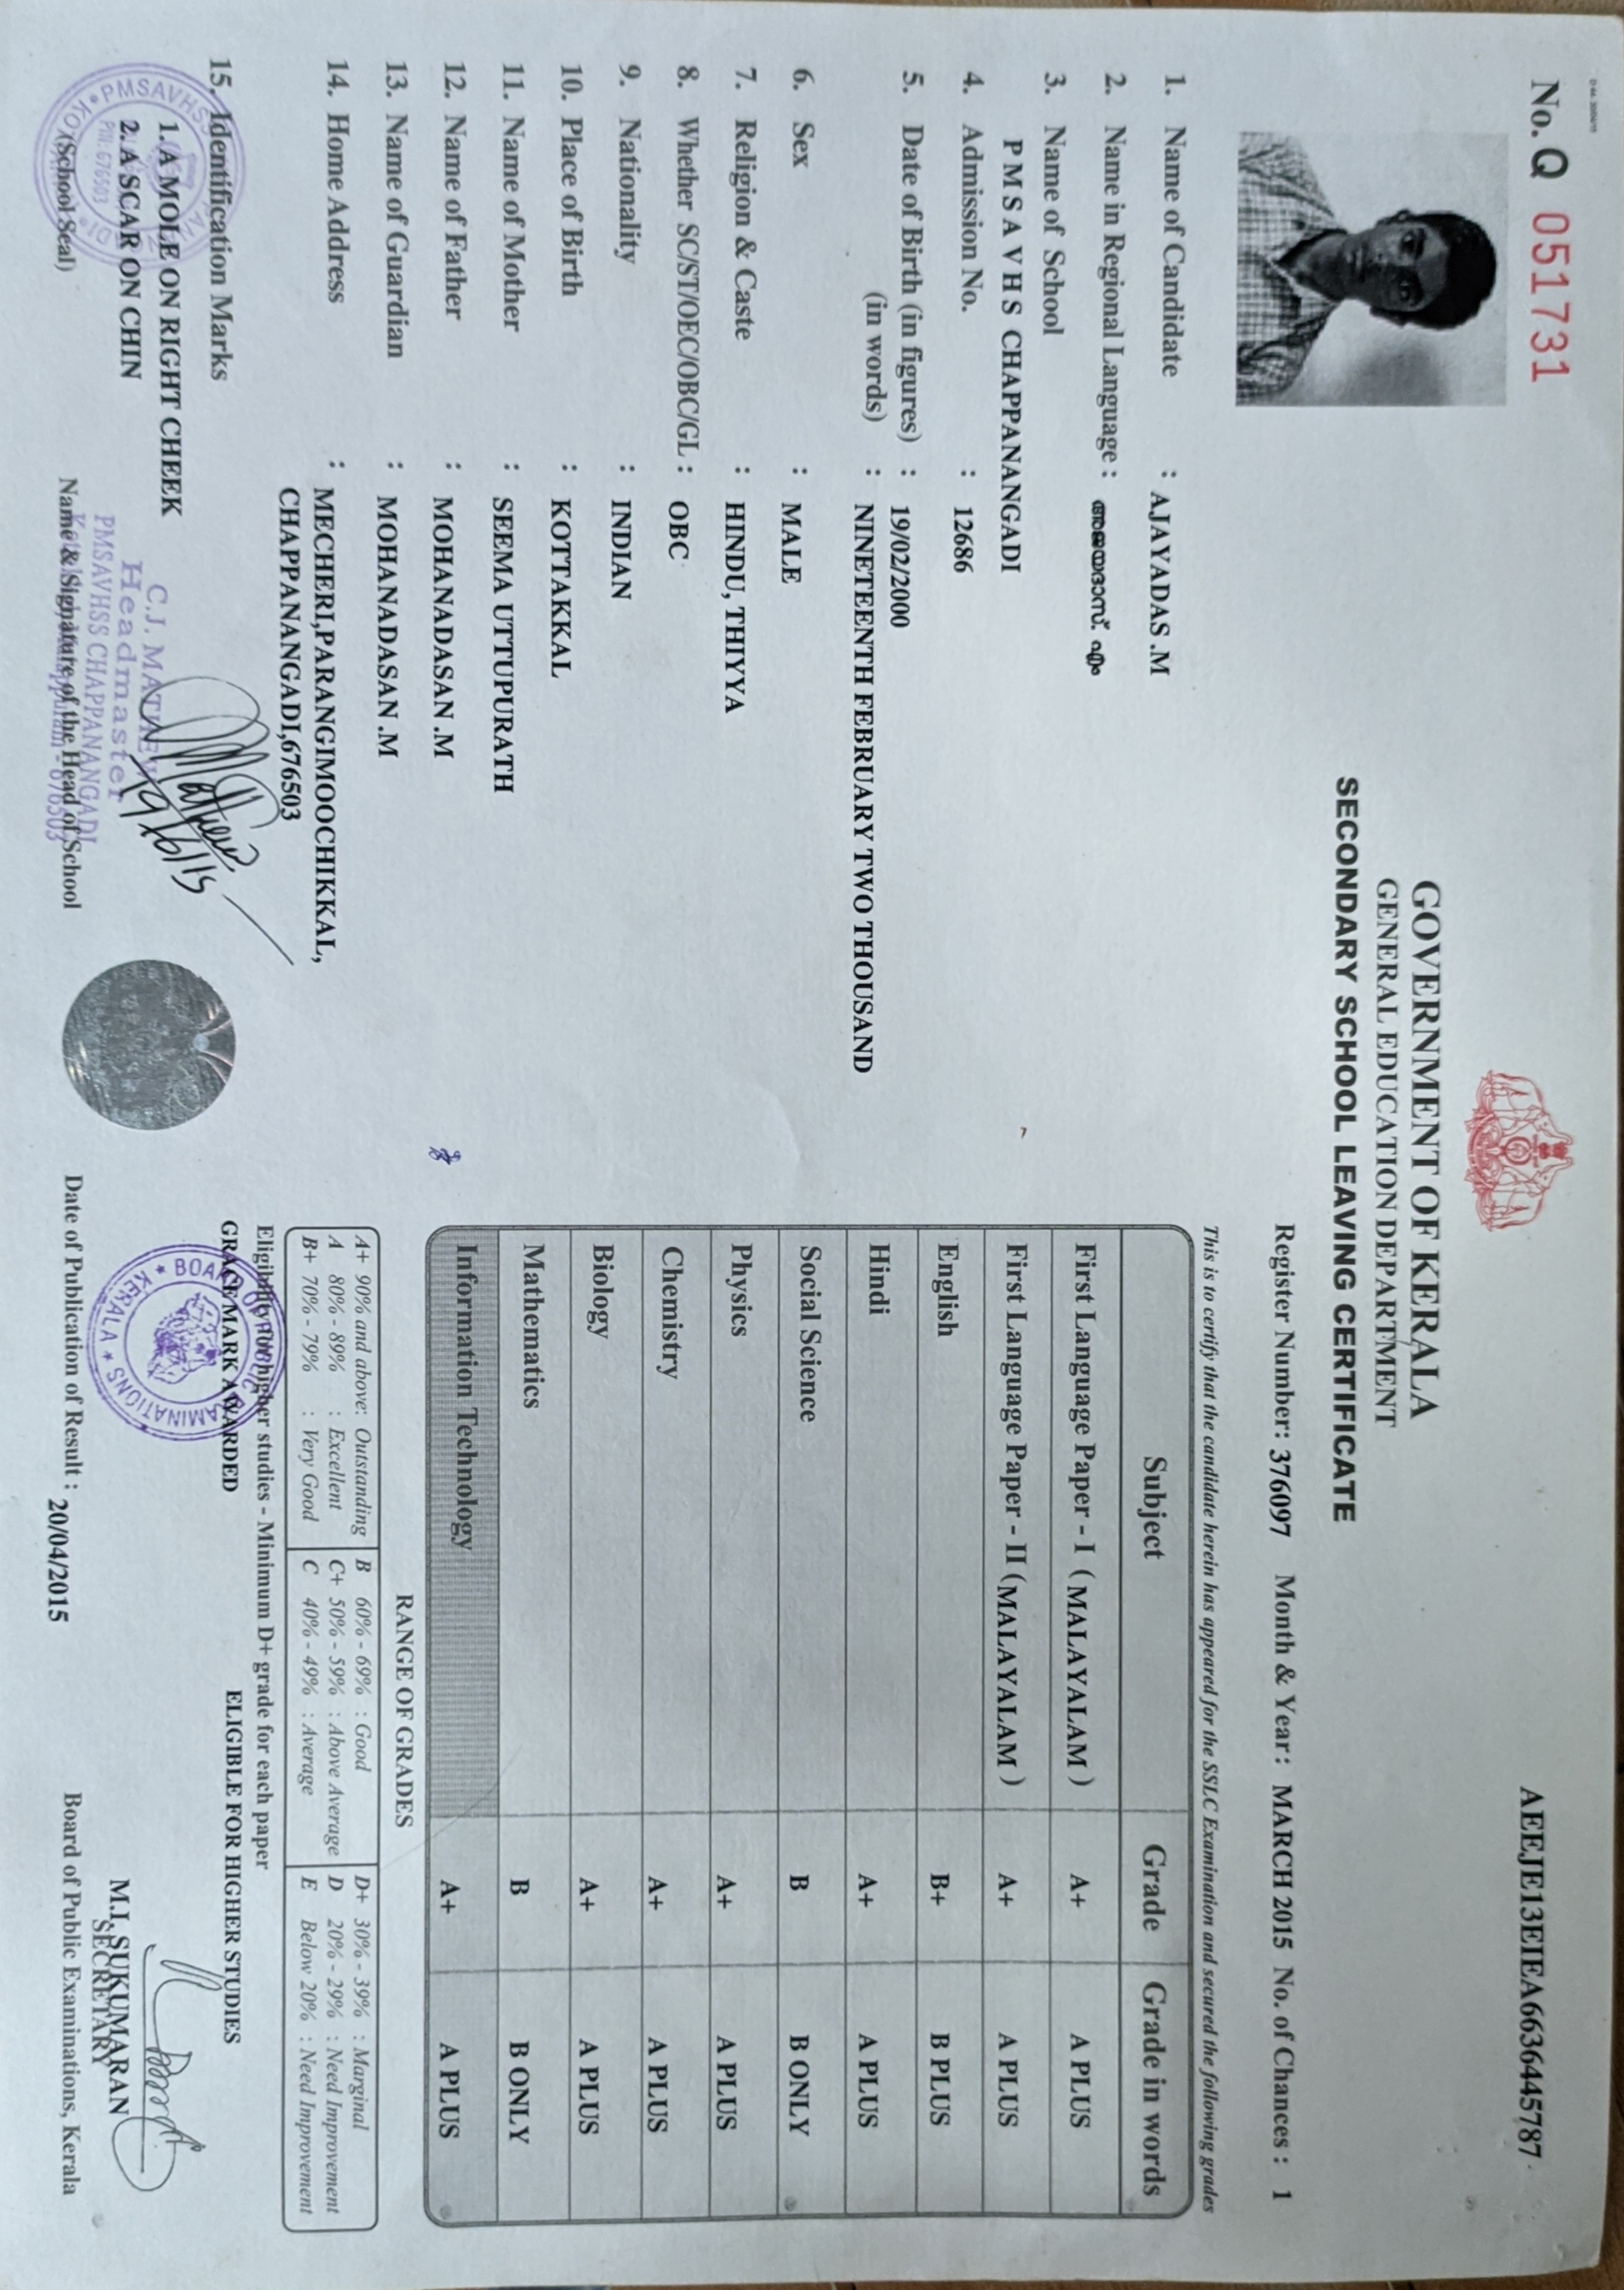 No. Q 051731
AEEJE13EIEA6636445787
GOVERNMENT OF KERALA
GENERAL EDUCATION DEPARTMENT
SECONDARY SCHOOL LEAVING CERTIFICATE
Register Number: 376097 Month & Year: MARCH 2015 No. of Chances : 1
This is to certify that the candidate herein has appeared for the SSLC Examination and secured the following grades
1. Name of Candidate : AJAYADAS .M
2. Name in Regional Language : അജയദാസ്. എം
3. Name of School
P M S A V H S CHAPPANANGADI
4. Admission No. : 12686
5. Date of Birth (in figures) : 19/02/2000
(in words) : NINETEENTH FEBRUARY TWO THOUSAND
6. Sex : MALE
7. Religion & Caste : HINDU, THIYYA
8. Whether SC/ST/OEC/OBC/GL : OBC
9. Nationality : INDIAN
10. Place of Birth : KOTTAKKAL
11. Name of Mother : SEEMA UTTUPURATH
12. Name of Father : MOHANADASAN .M
13. Name of Guardian : MOHANADASAN .M
14. Home Address : MECHERI,PARANGIMOOCHIKKAL,
CHAPPANANGADI,676503
15. Identification Marks
1.A MOLE ON RIGHT CHEEK
2.A SCAR ON CHIN
(School Seal)
PMSAVHSS
PIN: 676503
C.J. MATHEW
Headmaster
PMSAVHSS CHAPPANANGADI
19/6/15
Name & Signature of the Head of School
Subject Grade Grade in words
First Language Paper - I ( MALAYALAM ) A+ A PLUS
First Language Paper - II ( MALAYALAM ) A+ A PLUS
English B+ B PLUS
Hindi A+ A PLUS
Social Science B B ONLY
Physics A+ A PLUS
Chemistry A+ A PLUS
Biology A+ A PLUS
Mathematics B B ONLY
Information Technology A+ A PLUS
RANGE OF GRADES
A+ 90% and above: Outstanding B 60% - 69% : Good D+ 30% - 39% : Marginal
A 80% - 89% : Excellent C+ 50% - 59% : Above Average D 20% - 29% : Need Improvement
B+ 70% - 79% : Very Good C 40% - 49% : Average E Below 20% : Need Improvement
Eligibility for higher studies - Minimum D+ grade for each paper
GRACE MARK AWARDED ELIGIBLE FOR HIGHER STUDIES
BOARD OF PUBLIC EXAMINATIONS KERALA
M.I. SUKUMARAN
SECRETARY
Date of Publication of Result : 20/04/2015
Board of Public Examinations, Kerala